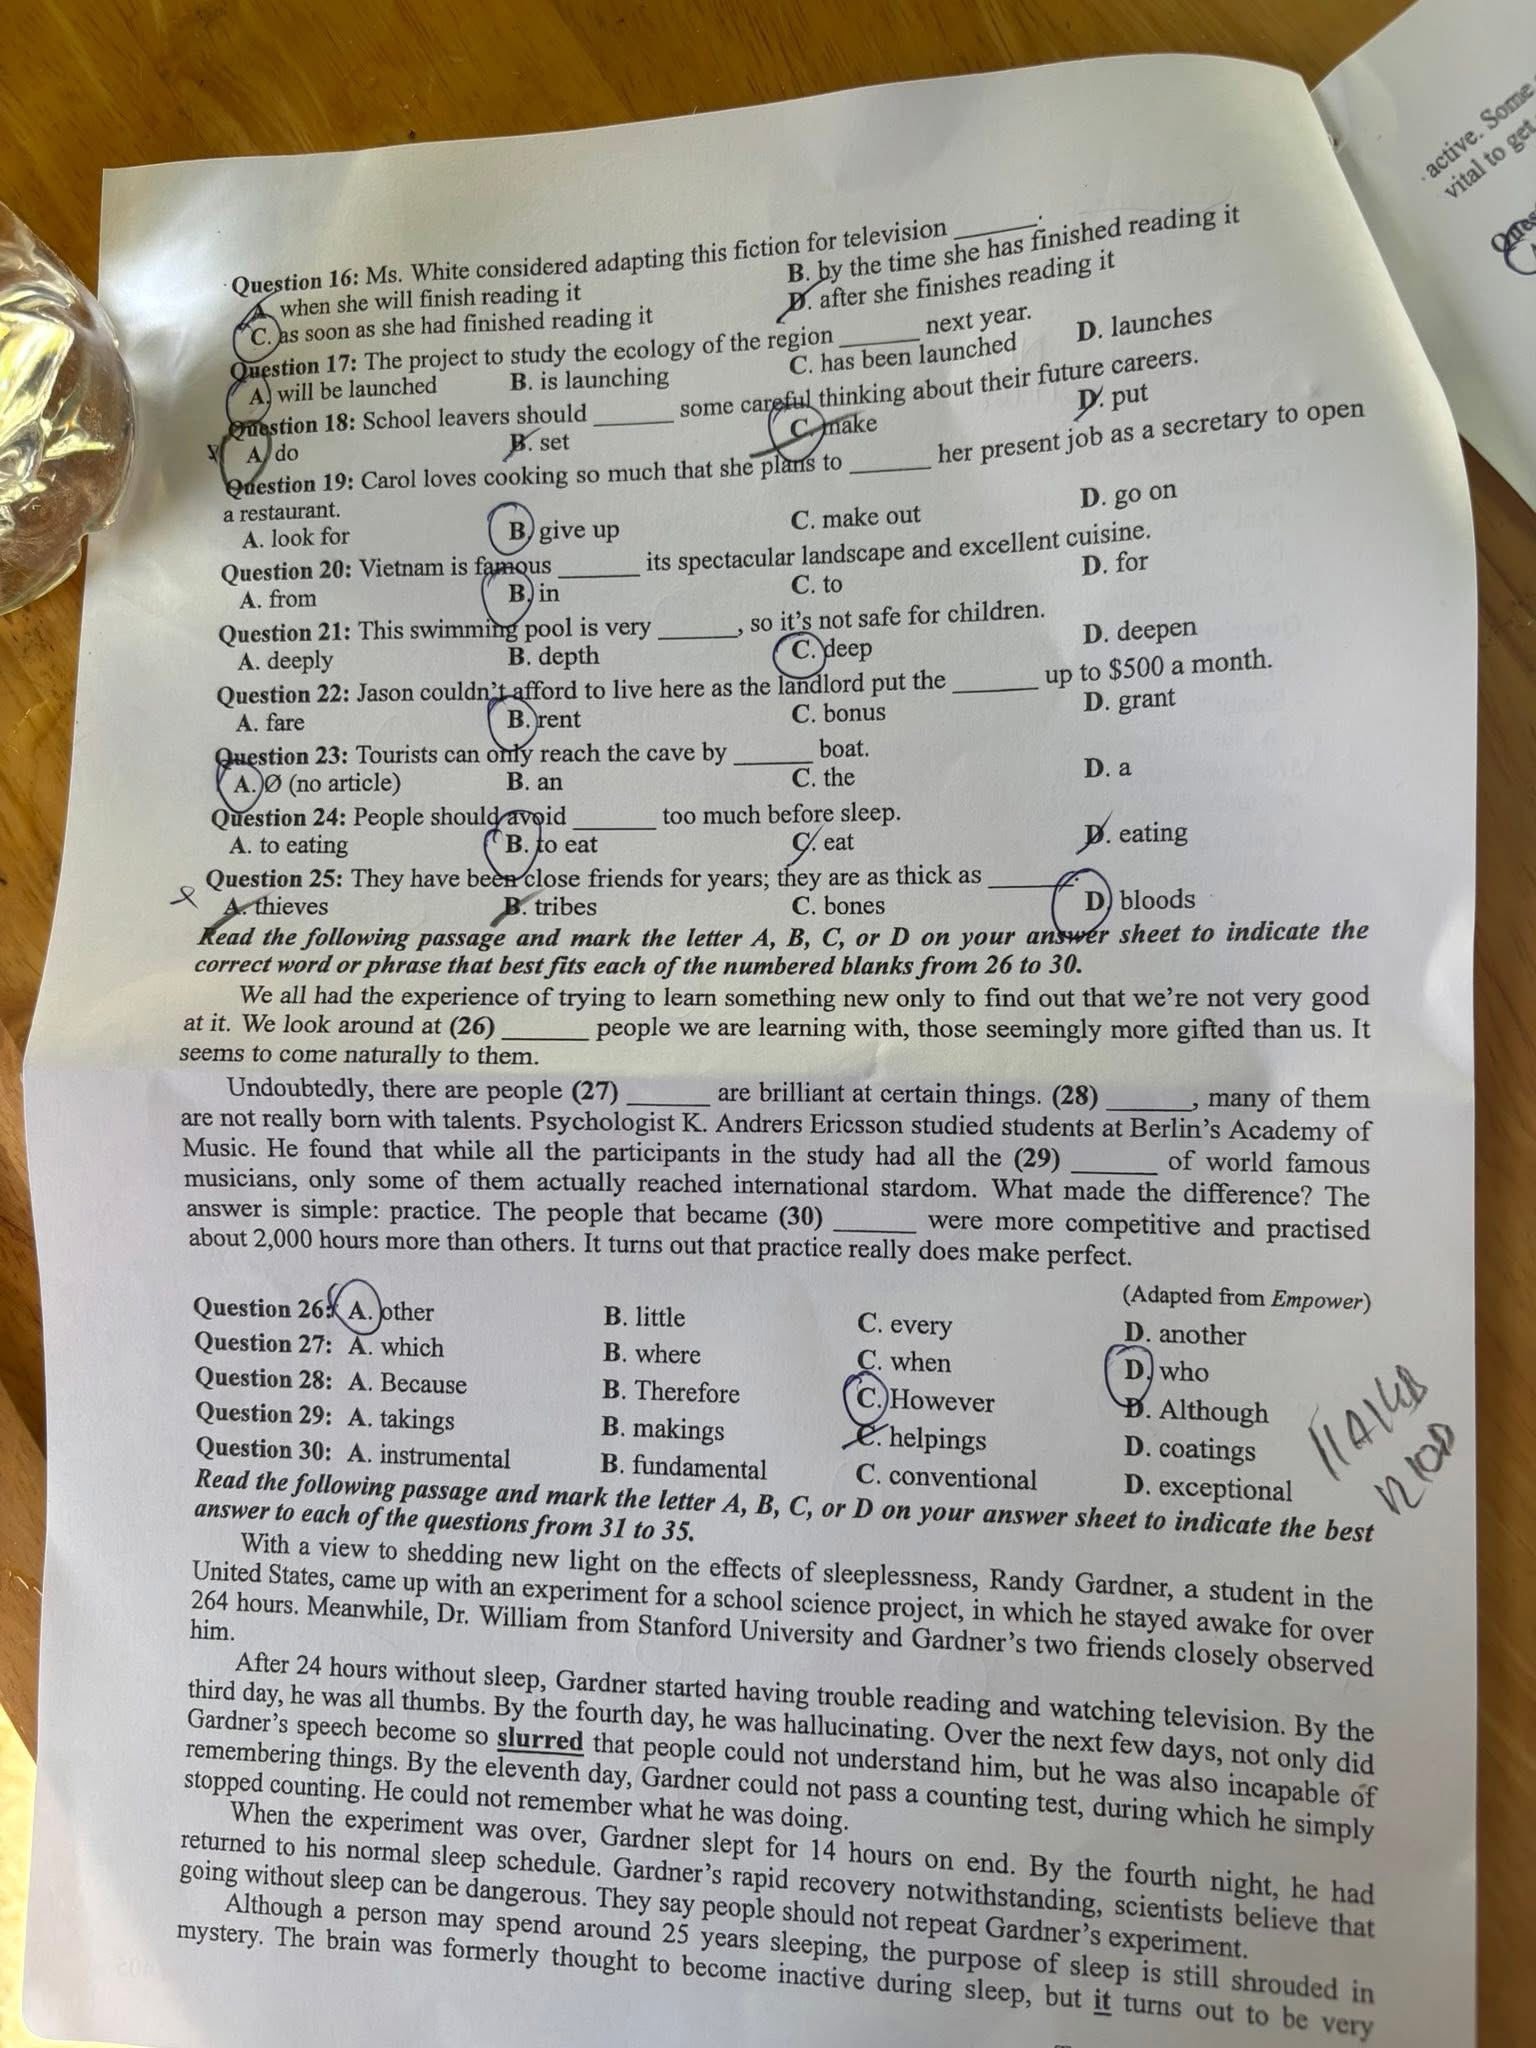 active. Some
vital to get
Question 16: Ms. White considered adapting this fiction for television ______.
A. when she will finish reading it B. by the time she has finished reading it
C. as soon as she had finished reading it D. after she finishes reading it
Question 17: The project to study the ecology of the region ______ next year.
A. will be launched B. is launching C. has been launched D. launches
Question 18: School leavers should ______ some careful thinking about their future careers.
A. do B. set C. make D. put
Question 19: Carol loves cooking so much that she plans to ______ her present job as a secretary to open
a restaurant.
A. look for B. give up C. make out D. go on
Question 20: Vietnam is famous ______ its spectacular landscape and excellent cuisine.
A. from B. in C. to D. for
Question 21: This swimming pool is very ______, so it's not safe for children.
A. deeply B. depth C. deep D. deepen
Question 22: Jason couldn't afford to live here as the landlord put the ______ up to $500 a month.
A. fare B. rent C. bonus D. grant
Question 23: Tourists can only reach the cave by ______ boat.
A. Ø (no article) B. an C. the D. a
Question 24: People should avoid ______ too much before sleep.
A. to eating B. to eat C. eat D. eating
Question 25: They have been close friends for years; they are as thick as ______.
A. thieves B. tribes C. bones D. bloods
Read the following passage and mark the letter A, B, C, or D on your answer sheet to indicate the
correct word or phrase that best fits each of the numbered blanks from 26 to 30.
We all had the experience of trying to learn something new only to find out that we're not very good
at it. We look around at (26) ______ people we are learning with, those seemingly more gifted than us. It
seems to come naturally to them.
Undoubtedly, there are people (27) ______ are brilliant at certain things. (28) ______, many of them
are not really born with talents. Psychologist K. Andrers Ericsson studied students at Berlin's Academy of
Music. He found that while all the participants in the study had all the (29) ______ of world famous
musicians, only some of them actually reached international stardom. What made the difference? The
answer is simple: practice. The people that became (30) ______ were more competitive and practised
about 2,000 hours more than others. It turns out that practice really does make perfect.
(Adapted from Empower)
Question 26: A. other B. little C. every D. another
Question 27: A. which B. where C. when D. who
Question 28: A. Because B. Therefore C. However D. Although
Question 29: A. takings B. makings C. helpings D. coatings
Question 30: A. instrumental B. fundamental C. conventional D. exceptional
Read the following passage and mark the letter A, B, C, or D on your answer sheet to indicate the best
answer to each of the questions from 31 to 35.
With a view to shedding new light on the effects of sleeplessness, Randy Gardner, a student in the
United States, came up with an experiment for a school science project, in which he stayed awake for over
264 hours. Meanwhile, Dr. William from Stanford University and Gardner's two friends closely observed
him.
After 24 hours without sleep, Gardner started having trouble reading and watching television. By the
third day, he was all thumbs. By the fourth day, he was hallucinating. Over the next few days, not only did
Gardner's speech become so slurred that people could not understand him, but he was also incapable of
remembering things. By the eleventh day, Gardner could not pass a counting test, during which he simply
stopped counting. He could not remember what he was doing.
When the experiment was over, Gardner slept for 14 hours on end. By the fourth night, he had
returned to his normal sleep schedule. Gardner's rapid recovery notwithstanding, scientists believe that
going without sleep can be dangerous. They say people should not repeat Gardner's experiment.
Although a person may spend around 25 years sleeping, the purpose of sleep is still shrouded in
mystery. The brain was formerly thought to become inactive during sleep, but it turns out to be very